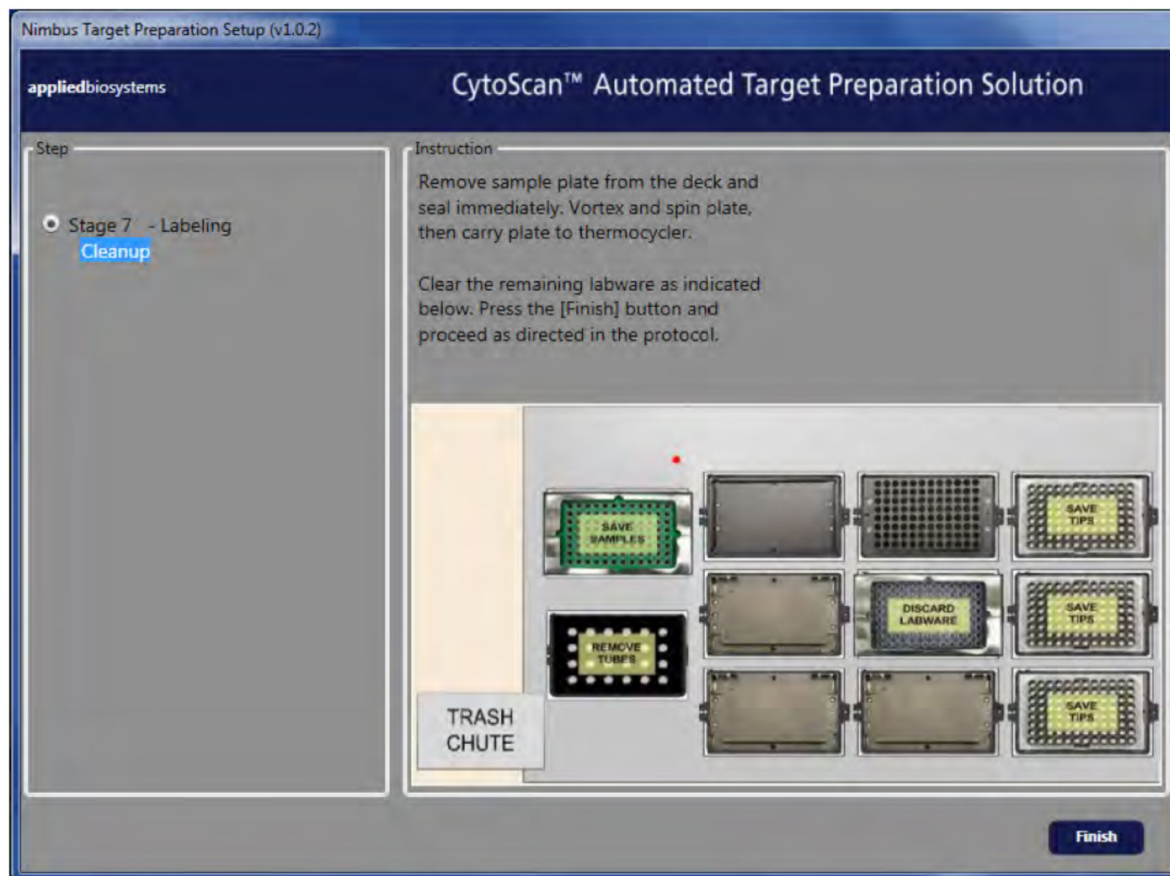 Nimbus Target Preparation Setup (v1.0.2)
appliedbiosystems
CytoScan™ Automated Target Preparation Solution
Step
Stage 7 - Labeling
Cleanup
Instruction
Remove sample plate from the deck and
seal immediately. Vortex and spin plate,
then carry plate to thermocycler.
Clear the remaining labware as indicated
below. Press the [Finish] button and
proceed as directed in the protocol.
SAVE
SAMPLES
SAVE
TIPS
DISCARD
LABWARE
SAVE
TIPS
REMOVE
TUBES
SAVE
TIPS
TRASH
CHUTE
Finish